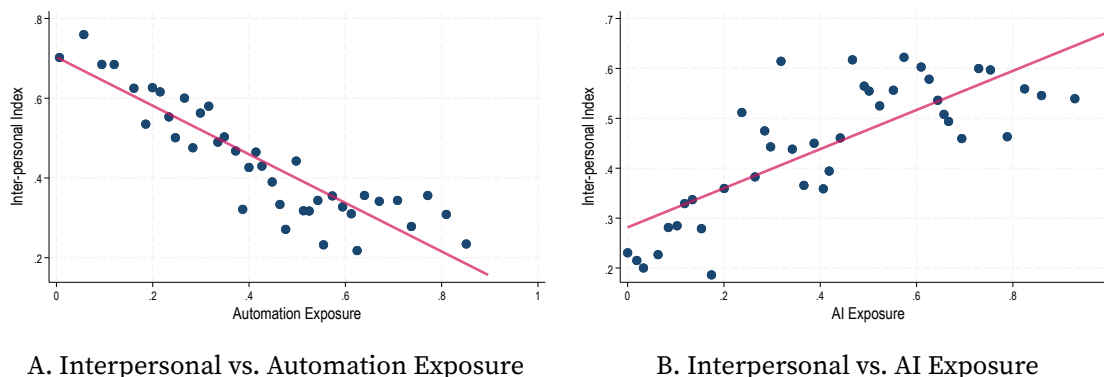 .8
.6
.4
.2
Inter-personal Index
0 .2 .4 .6 .8 1
Automation Exposure
A. Interpersonal vs. Automation Exposure
.7
.6
.5
.4
.3
.2
Inter-personal Index
0 .2 .4 .6 .8
AI Exposure
B. Interpersonal vs. AI Exposure